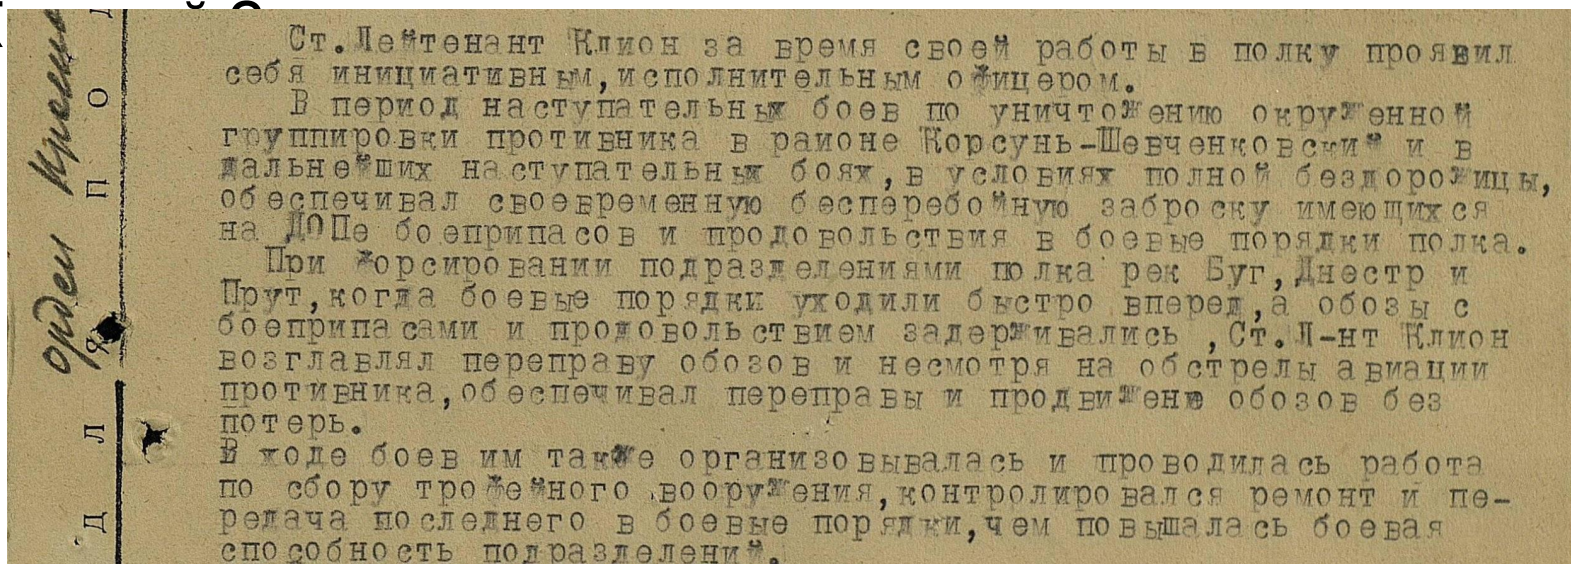 Ст.Лейтенант Клион за время своей работы в полку проявил
себя инициативным,исполнительным офицером.
В период наступательных боев по уничтожению окруженной
группировки противника в районе Корсунь-Шевченковский и в
дальнейших наступательных боях,в условиях полной бездорожицы,
обеспечивал своевременную бесперебойную заброску имеющихся
на ДОПе боеприпасов и продовольствия в боевые порядки полка.
При форсировании подразделениями полка рек Буг,Днестр и
Прут,когда боевые порядки уходили быстро вперед,а обозы с
боеприпасами и продовольствием задерживались ,Ст.Л-нт Клион
возглавлял переправу обозов и несмотря на обстрелы авиации
противника,обеспечивал переправы и продвижение обозов без
потерь.
В ходе боев им также организовывалась и проводилась работа
по сбору трофейного вооружения,контролировался ремонт и пе-
редача последнего в боевые порядки,чем повышалась боевая
способность подразделений.
орден
Д Л Я П О